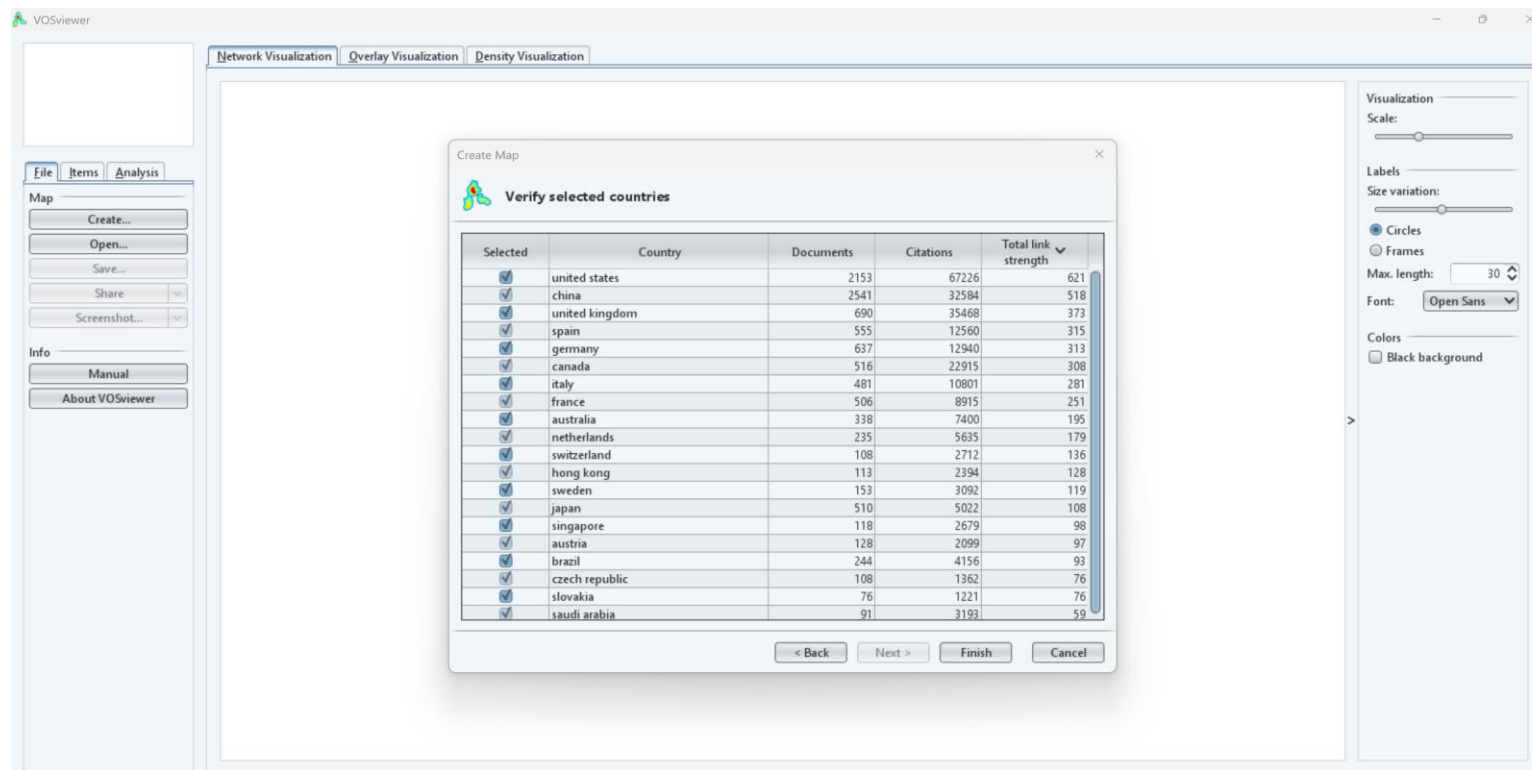 VOSviewer
Network Visualization Overlay Visualization Density Visualization
File Items Analysis
Map
Create...
Open...
Save...
Share
Screenshot...
Info
Manual
About VOSviewer
Create Map
Verify selected countries
Selected Country Documents Citations Total link strength
united states 2153 67226 621
china 2541 32584 518
united kingdom 690 35468 373
spain 555 12560 315
germany 637 12940 313
canada 516 22915 308
italy 481 10801 281
france 506 8915 251
australia 338 7400 195
netherlands 235 5635 179
switzerland 108 2712 136
hong kong 113 2394 128
sweden 153 3092 119
japan 510 5022 108
singapore 118 2679 98
austria 128 2099 97
brazil 244 4156 93
czech republic 108 1362 76
slovakia 76 1221 76
saudi arabia 91 3193 59
< Back Next > Finish Cancel
>
Visualization
Scale:
Labels
Size variation:
Circles
Frames
Max. length: 30
Font: Open Sans
Colors
Black background